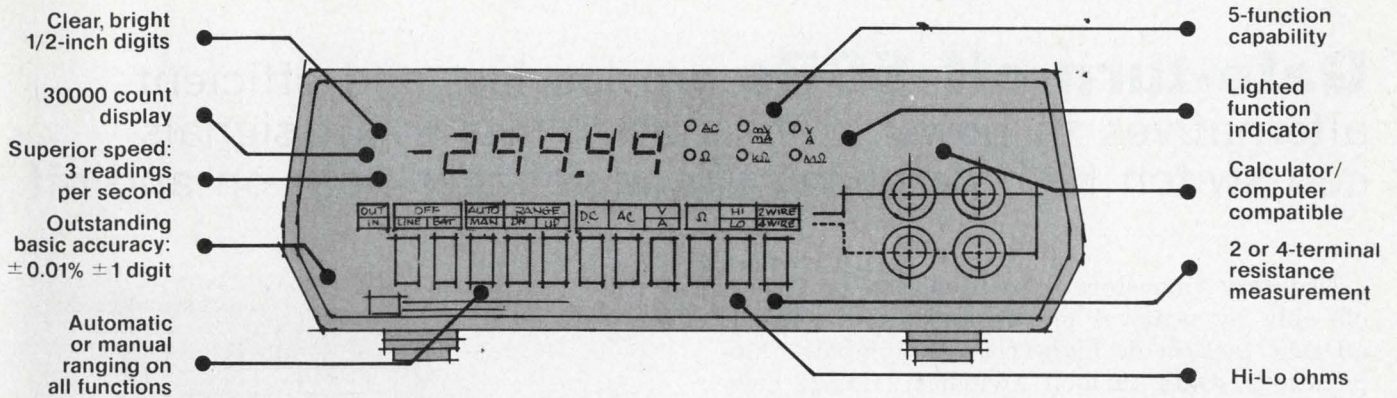 Clear, bright
1/2-inch digits
30000 count
display
Superior speed:
3 readings
per second
Outstanding
basic accuracy:
± 0.01% ± 1 digit
Automatic
or manual
ranging on
all functions
-299.99
AC mV V
mA A
Ω kΩ MΩ
OUT OFF AUTO RANGE DC AC V Ω HI 2WIRE
IN LINE BAT MAN DN UP A LO 4WIRE
5-function
capability
Lighted
function
indicator
Calculator/
computer
compatible
2 or 4-terminal
resistance
measurement
Hi-Lo ohms